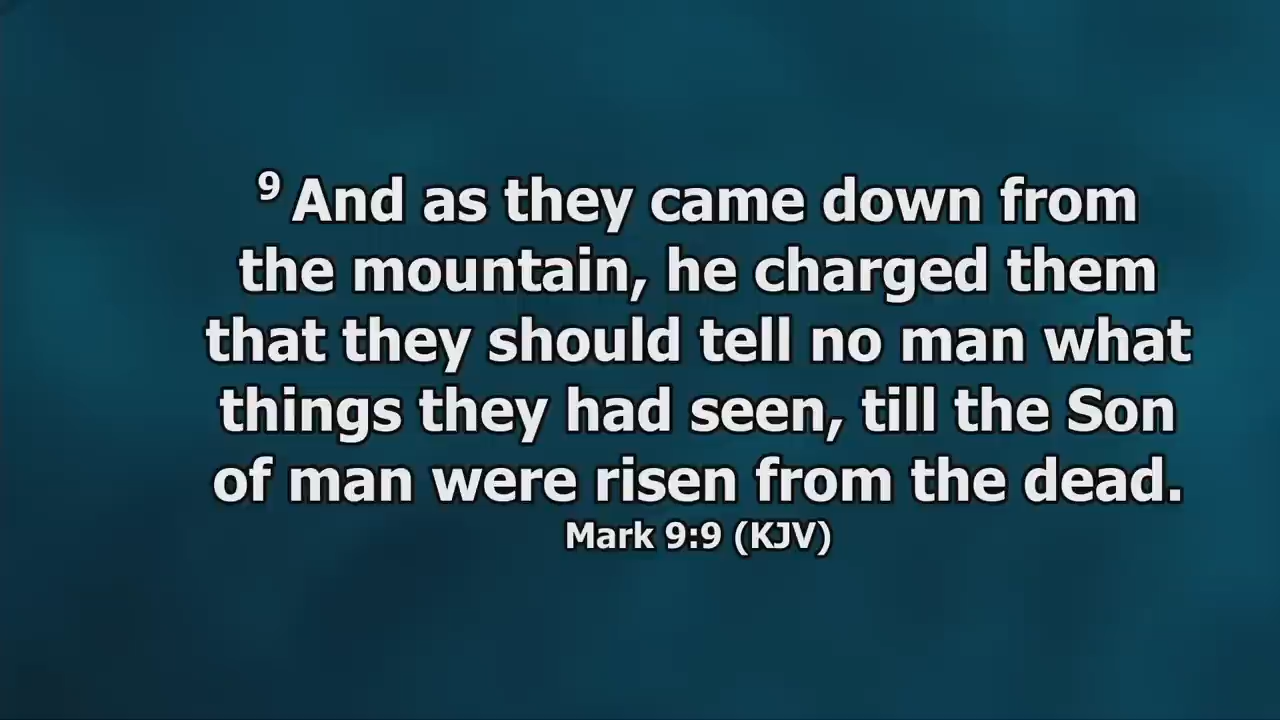 9 And as they came down from
the mountain, he charged them
that they should tell no man what
things they had seen, till the Son
of man were risen from the dead.
Mark 9:9 (KJV)